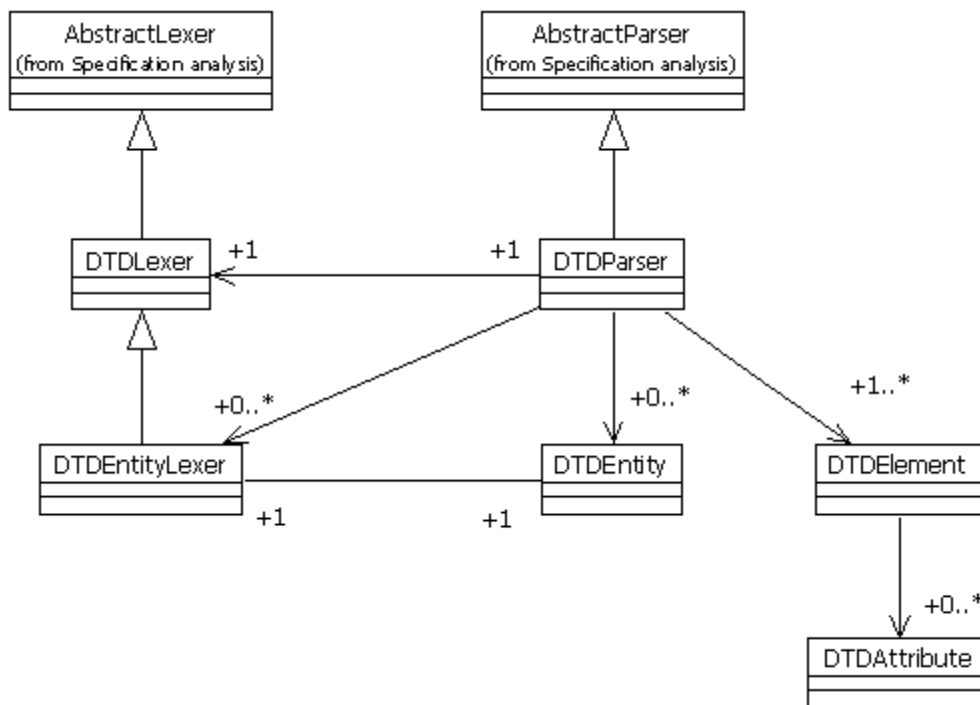 AbstractLexer
(from Specification analysis)
AbstractParser
(from Specification analysis)
DTDLexer
+1
+1
DTDParser
+0..*
+0..*
+1..*
DTDEntityLexer
DTDEntity
DTDElement
+1
+1
+0..*
DTDAttribute